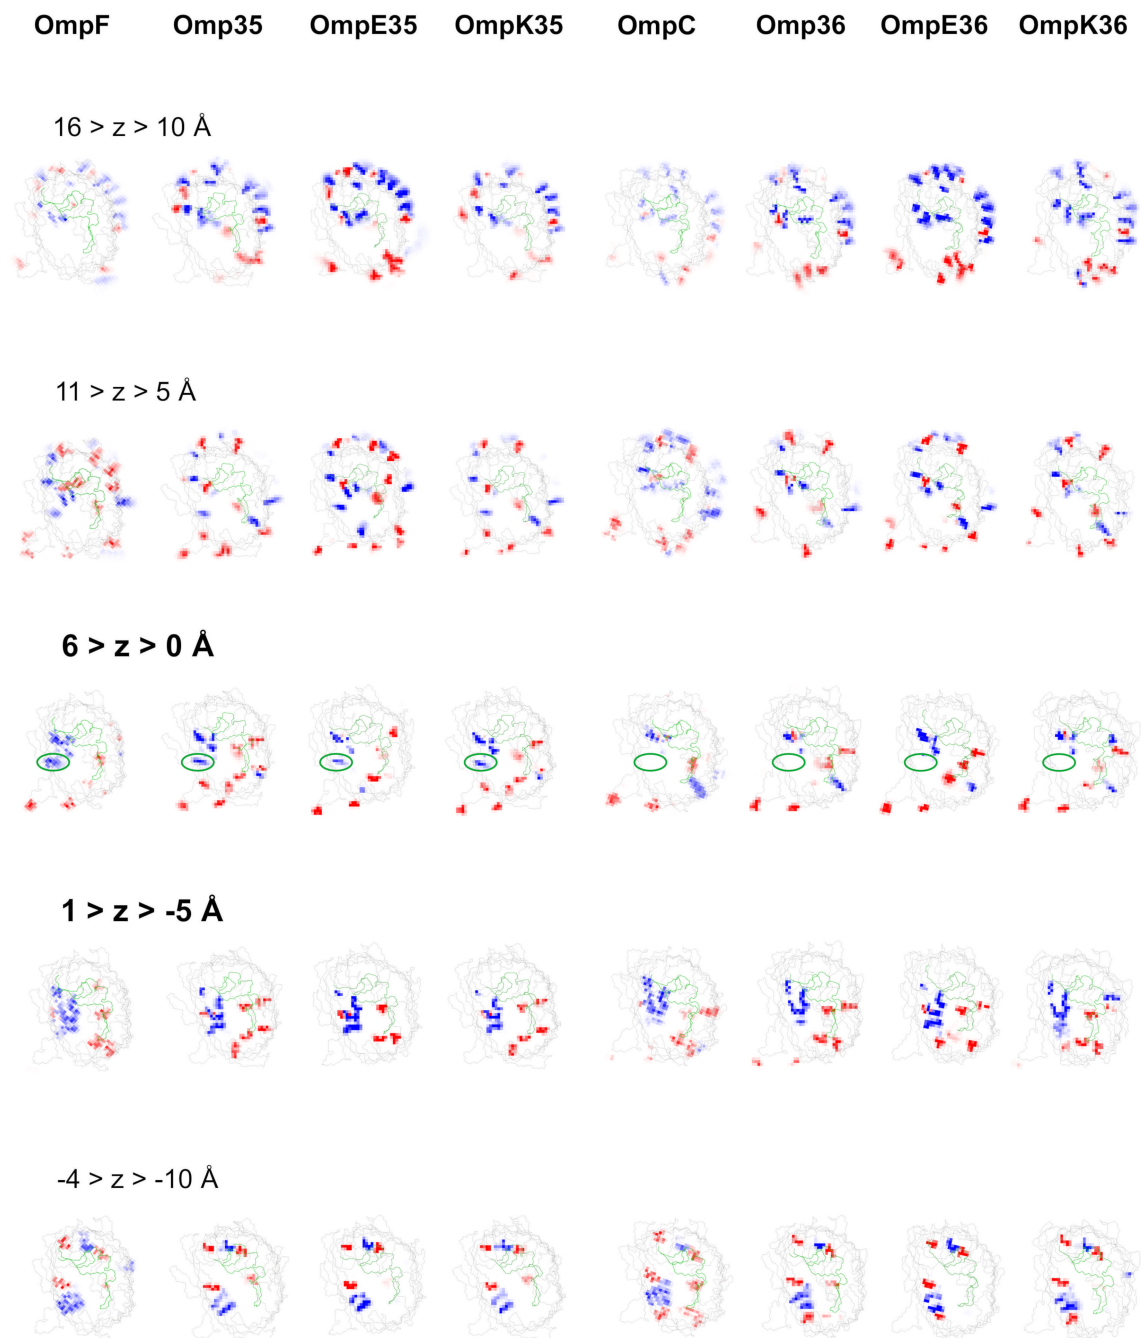 OmpF Omp35 OmpE35 OmpK35 OmpC Omp36 OmpE36 OmpK36
16 > z > 10 Å
11 > z > 5 Å
6 > z > 0 Å
1 > z > -5 Å
-4 > z > -10 Å